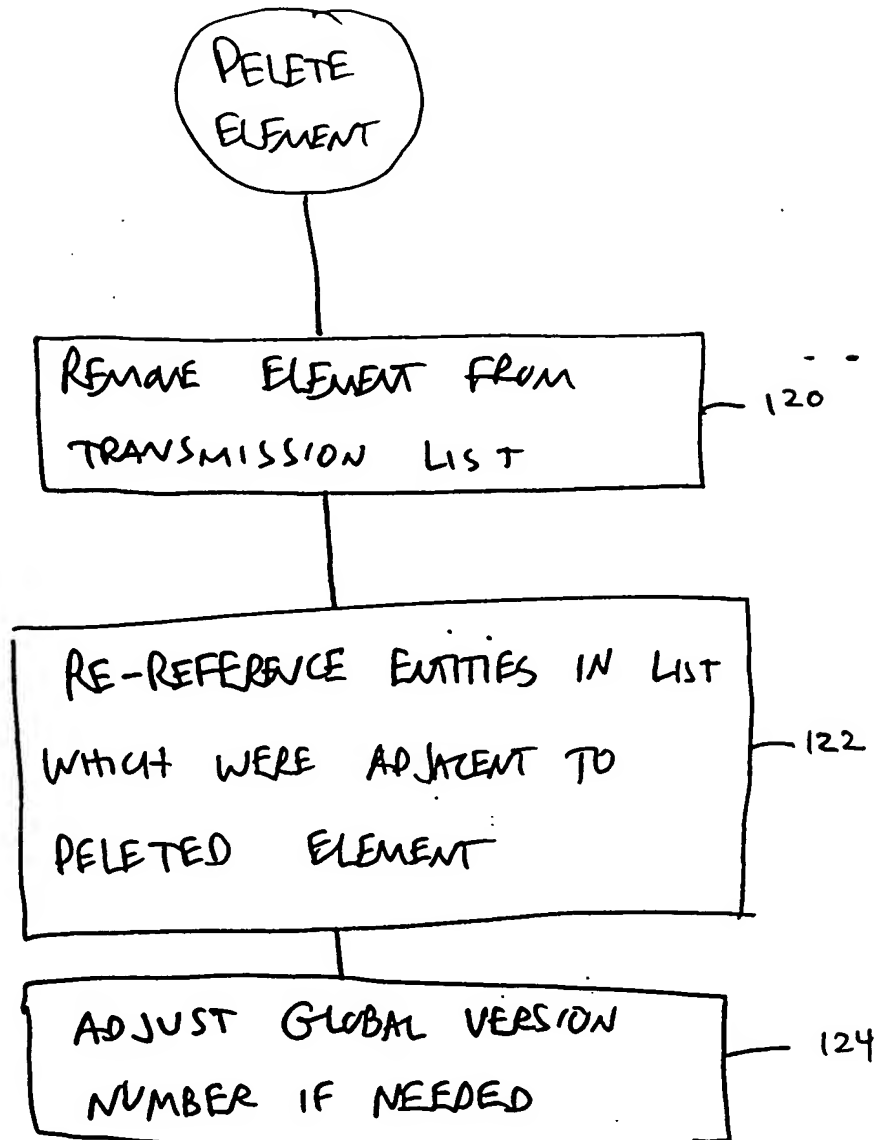 DELETE
ELEMENT
REMOVE ELEMENT FROM
TRANSMISSION LIST
120
RE-REFERENCE ENTITIES IN LIST
WHICH WERE ADJACENT TO
DELETED ELEMENT
122
ADJUST GLOBAL VERSION
NUMBER IF NEEDED
124